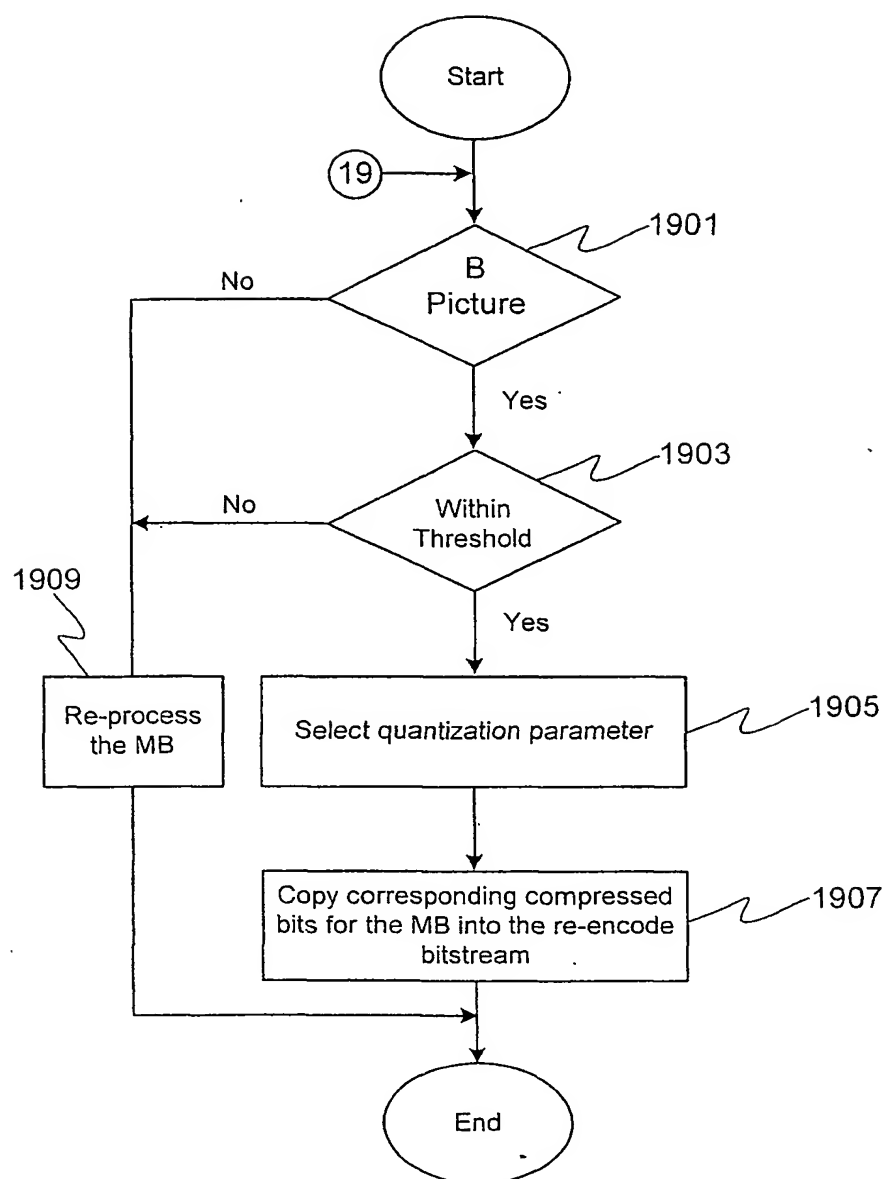 Start
19
1901
B
Picture
No
Yes
1903
Within
Threshold
No
1909
Yes
Re-process
the MB
Select quantization parameter
1905
Copy corresponding compressed
bits for the MB into the re-encode
bitstream
1907
End